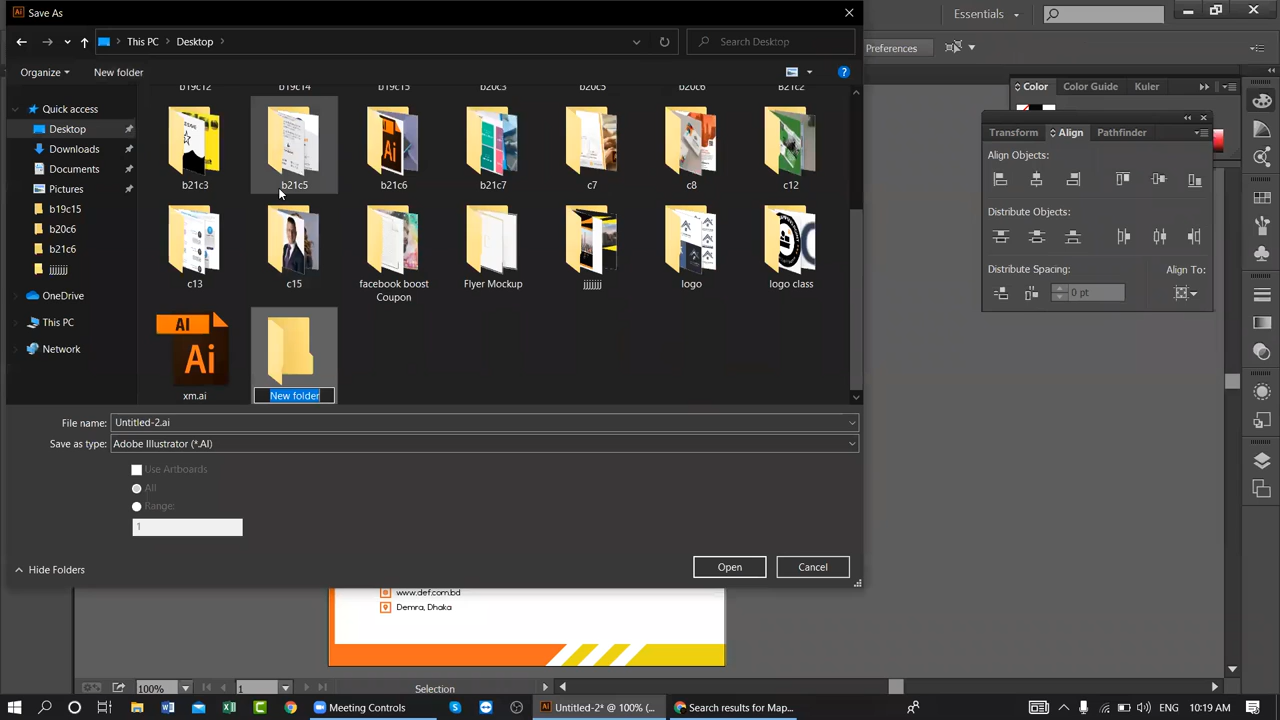 Save As
Essentials
This PC
Desktop
Search Desktop
Preferences
Organize
New folder
Color
Color Guide
Kuler
b19c12
b19c14
b19c15
b20c3
b20c5
b20c6
B21c2
Quick access
Desktop
Downloads
Documents
Pictures
b19c15
b20c6
b21c6
jjjjjjj
OneDrive
This PC
Network
b21c3
b21c5
b21c6
b21c7
c7
c8
c12
c13
c15
facebook boost
Coupon
Flyer Mockup
jjjjjjj
logo
logo class
AI
Ai
xm.ai
New folder
Transform
Align
Pathfinder
Align Objects:
Distribute Objects:
Distribute Spacing:
Align To:
0 pt
File name:
Untitled-2.ai
Save as type:
Adobe Illustrator (*.AI)
Use Artboards
All
Range:
1
Hide Folders
Open
Cancel
www.def.com.bd
Demra, Dhaka
100%
1
Selection
Meeting Controls
Untitled-2* @ 100% (...
Search results for Map...
ENG
10:19 AM